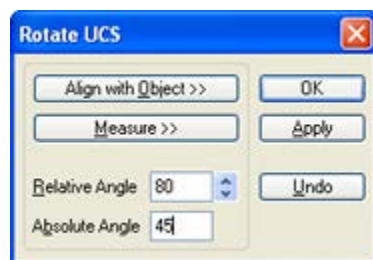 Rotate UCS
Align with Object >>
OK
Measure >>
Apply
Relative Angle 80
Undo
Absolute Angle 45